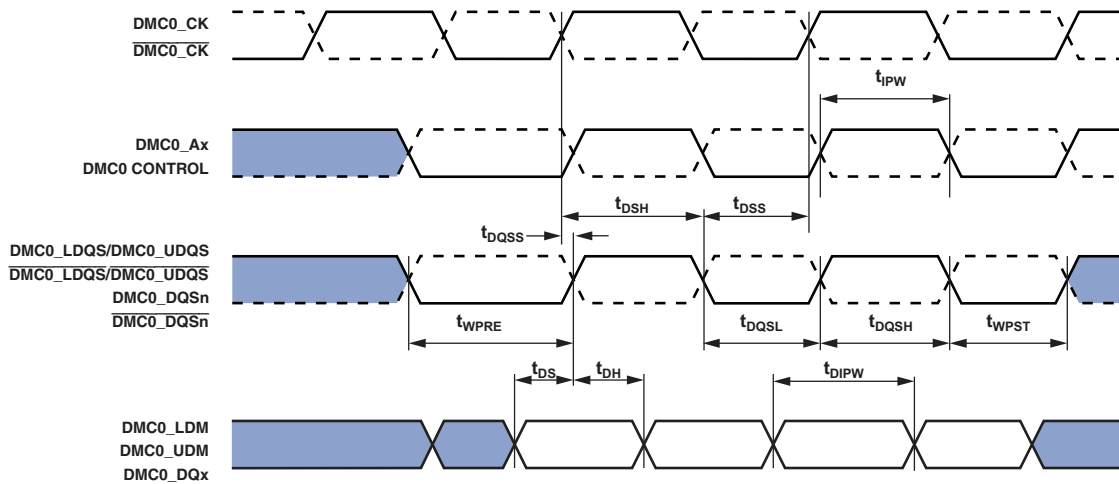 DMC0_CK
DMC0_CK
tIPW
DMC0_Ax
DMC0 CONTROL
tDSH
tDSS
tDQSS
DMC0_LDQS/DMC0_UDQS
DMC0_LDQS/DMC0_UDQS
DMC0_DQSn
DMC0_DQSn
tWPRE
tDQSL
tDQSH
tWPST
tDS
tDH
tDIPW
DMC0_LDM
DMC0_UDM
DMC0_DQx